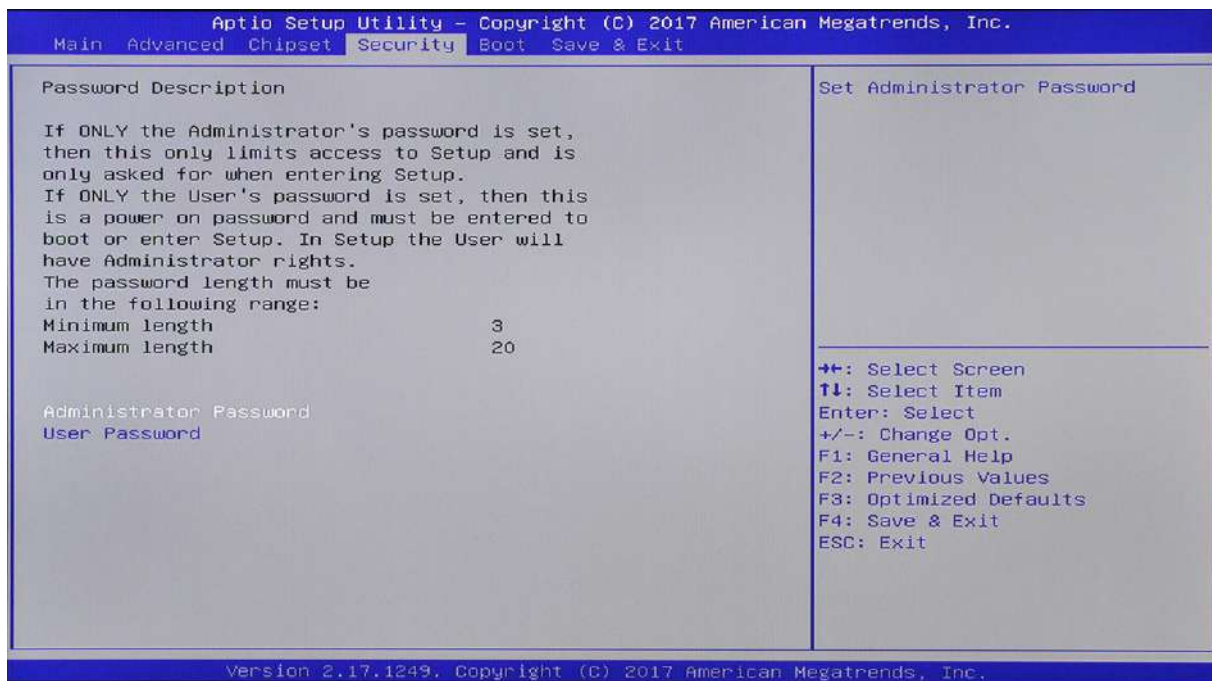 Aptio Setup Utility – Copyright (C) 2017 American Megatrends, Inc.
Main Advanced Chipset Security Boot Save & Exit
Password Description
If ONLY the Administrator's password is set,
then this only limits access to Setup and is
only asked for when entering Setup.
If ONLY the User's password is set, then this
is a power on password and must be entered to
boot or enter Setup. In Setup the User will
have Administrator rights.
The password length must be
in the following range:
Minimum length 3
Maximum length 20
Administrator Password
User Password
Set Administrator Password
→←: Select Screen
↑↓: Select Item
Enter: Select
+/-: Change Opt.
F1: General Help
F2: Previous Values
F3: Optimized Defaults
F4: Save & Exit
ESC: Exit
Version 2.17.1249. Copyright (C) 2017 American Megatrends, Inc.